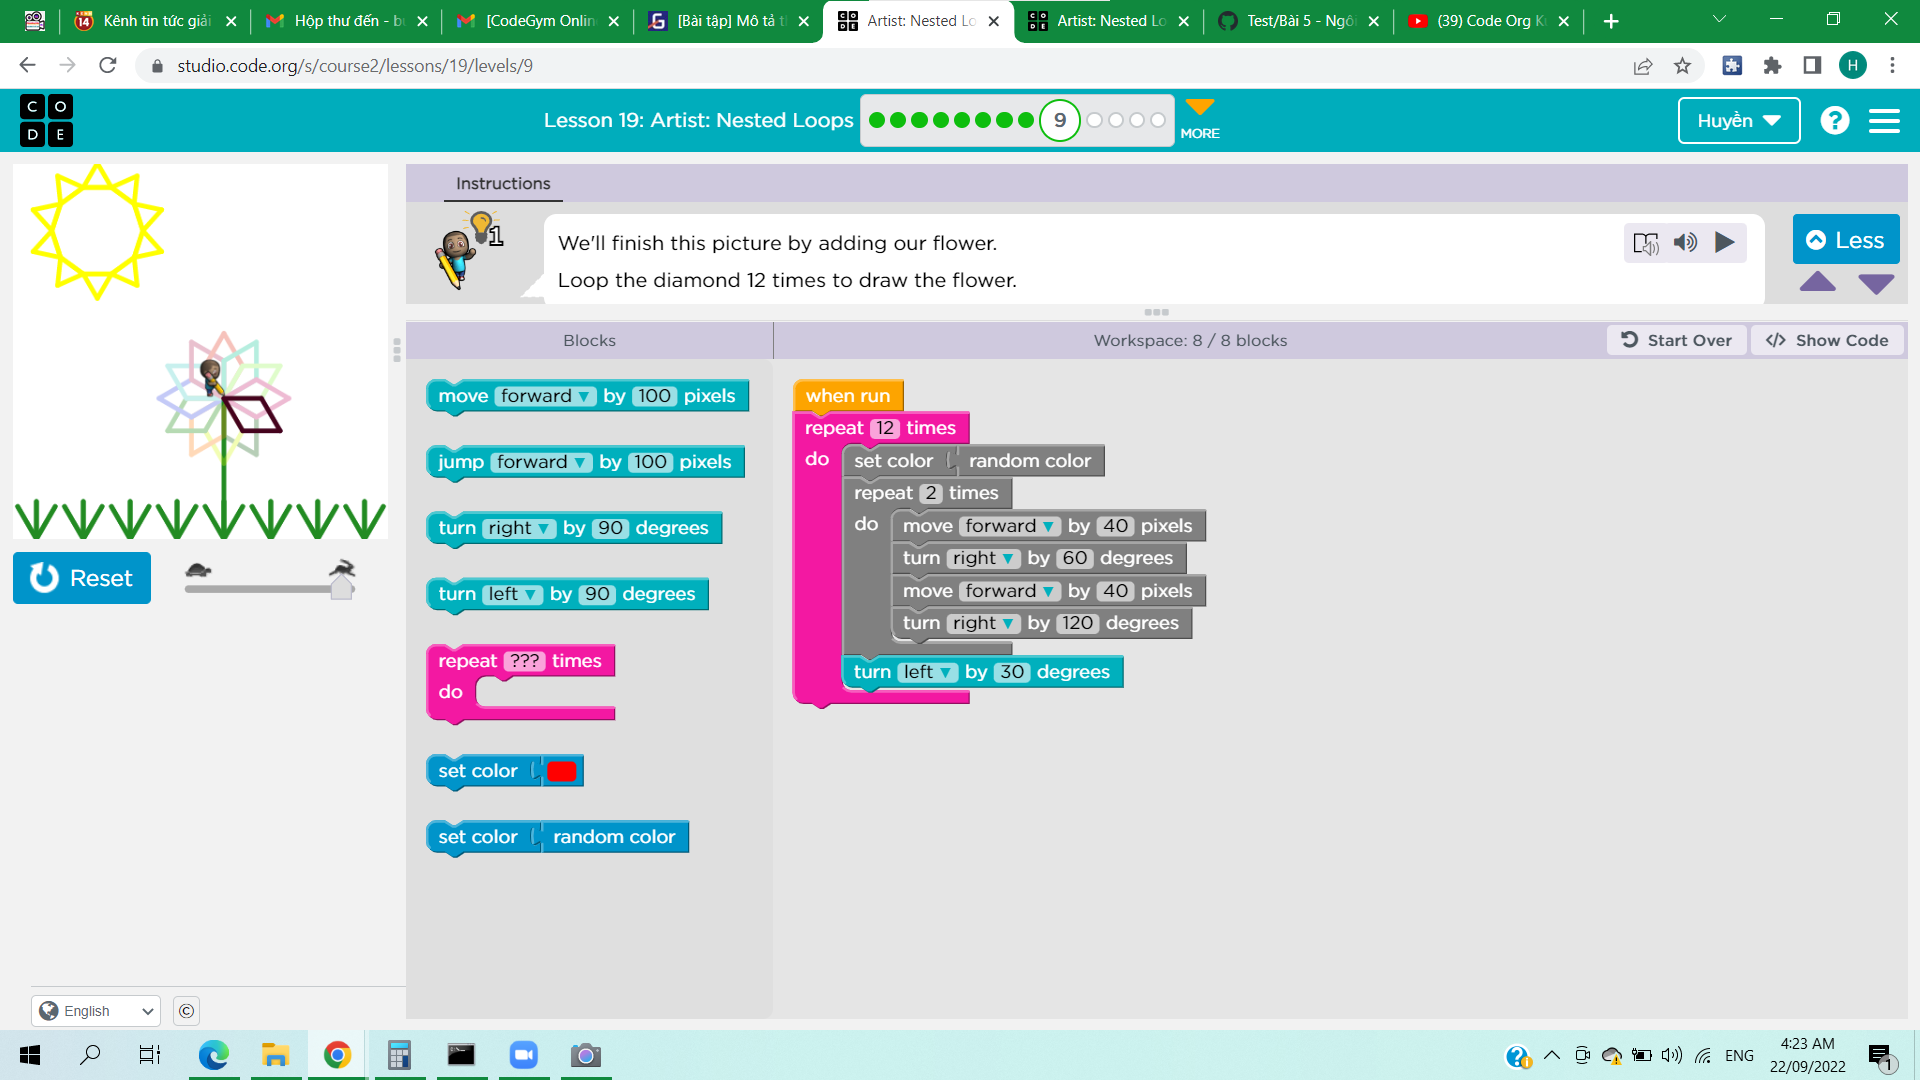 Kênh tin tức giải
Hộp thư đến - b
[CodeGym Onlin
[Bài tập] Mô tả t
Artist: Nested Lo
Artist: Nested Lo
Test/Bài 5 - Ngô
(39) Code Org K
studio.code.org/s/course2/lessons/19/levels/9
H
C O
D E
Lesson 19: Artist: Nested Loops
9
MORE
Huyền
?
Instructions
1
We'll finish this picture by adding our flower.
Loop the diamond 12 times to draw the flower.
Less
Blocks
Workspace: 8 / 8 blocks
Start Over
Show Code
move forward by 100 pixels
jump forward by 100 pixels
turn right by 90 degrees
turn left by 90 degrees
repeat ??? times
do
set color
set color random color
when run
repeat 12 times
do
set color random color
repeat 2 times
do
move forward by 40 pixels
turn right by 60 degrees
move forward by 40 pixels
turn right by 120 degrees
turn left by 30 degrees
Reset
English
©
ENG
4:23 AM
22/09/2022
1